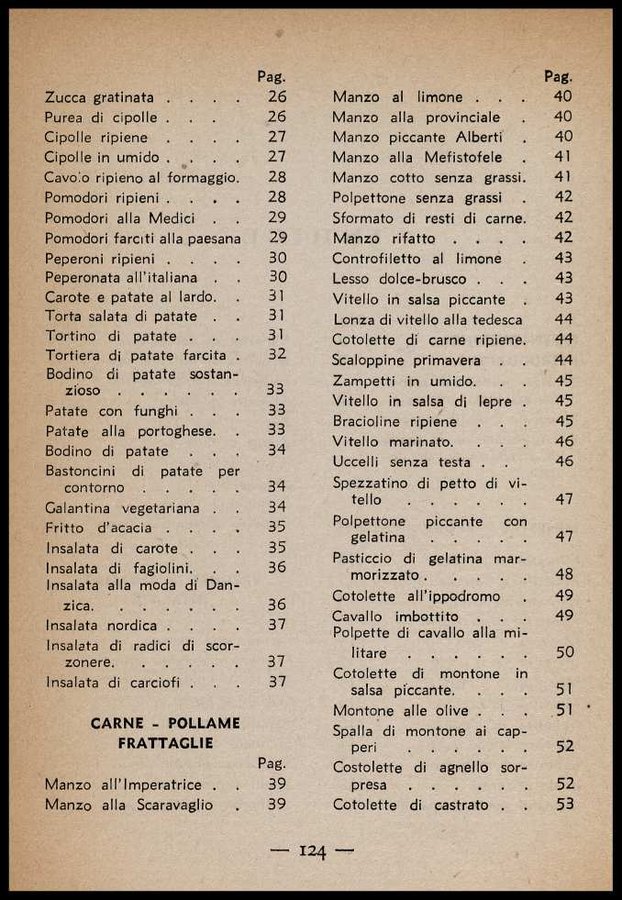 Pag.
Zucca gratinata . . . . 26
Purea di cipolle . . . 26
Cipolle ripiene . . . . 27
Cipolle in umido . . . . 27
Cavolo ripieno al formaggio. 28
Pomodori ripieni . . . . 28
Pomodori alla Medici . . 29
Pomodori farciti alla paesana 29
Peperoni ripieni . . . . 30
Peperonata all'italiana . . 30
Carote e patate al lardo. . 31
Torta salata di patate . . 31
Tortino di patate . . . 31
Tortiera di patate farcita . 32
Bodino di patate sostan-
zioso . . . . . . 33
Patate con funghi . . . 33
Patate alla portoghese. . 33
Bodino di patate . . . 34
Bastoncini di patate per
contorno . . . . . 34
Galantina vegetariana . . 34
Fritto d'acacia . . . . 35
Insalata di carote . . . 35
Insalata di fagiolini. . . 36
Insalata alla moda di Dan-
zica. . . . . . . 36
Insalata nordica . . . . 37
Insalata di radici di scor-
zonere. . . . . . 37
Insalata di carciofi . . . 37
CARNE - POLLAME
FRATTAGLIE
Pag.
Manzo all'Imperatrice . . 39
Manzo alla Scaravaglio . 39
Pag.
Manzo al limone . . . 40
Manzo alla provinciale . 40
Manzo piccante Alberti . 40
Manzo alla Mefistofele . 41
Manzo cotto senza grassi. 41
Polpettone senza grassi . 42
Sformato di resti di carne. 42
Manzo rifatto . . . . 42
Controfiletto al limone . 43
Lesso dolce-brusco . . . 43
Vitello in salsa piccante . 43
Lonza di vitello alla tedesca 44
Cotolette di carne ripiene. 44
Scaloppine primavera . . 44
Zampetti in umido. . . 45
Vitello in salsa di lepre . 45
Bracioline ripiene . . . 45
Vitello marinato. . . . 46
Uccelli senza testa . . 46
Spezzatino di petto di vi-
tello . . . . . . 47
Polpettone piccante con
gelatina . . . . . 47
Pasticcio di gelatina mar-
morizzato . . . . . 48
Cotolette all'ippodromo . 49
Cavallo imbottito . . . 49
Polpette di cavallo alla mi-
litare . . . . . . 50
Cotolette di montone in
salsa piccante. . . . 51
Montone alle olive . . . 51
Spalla di montone ai cap-
peri . . . . . . 52
Costolette di agnello sor-
presa . . . . . . 52
Cotolette di castrato . . 53
— 124 —